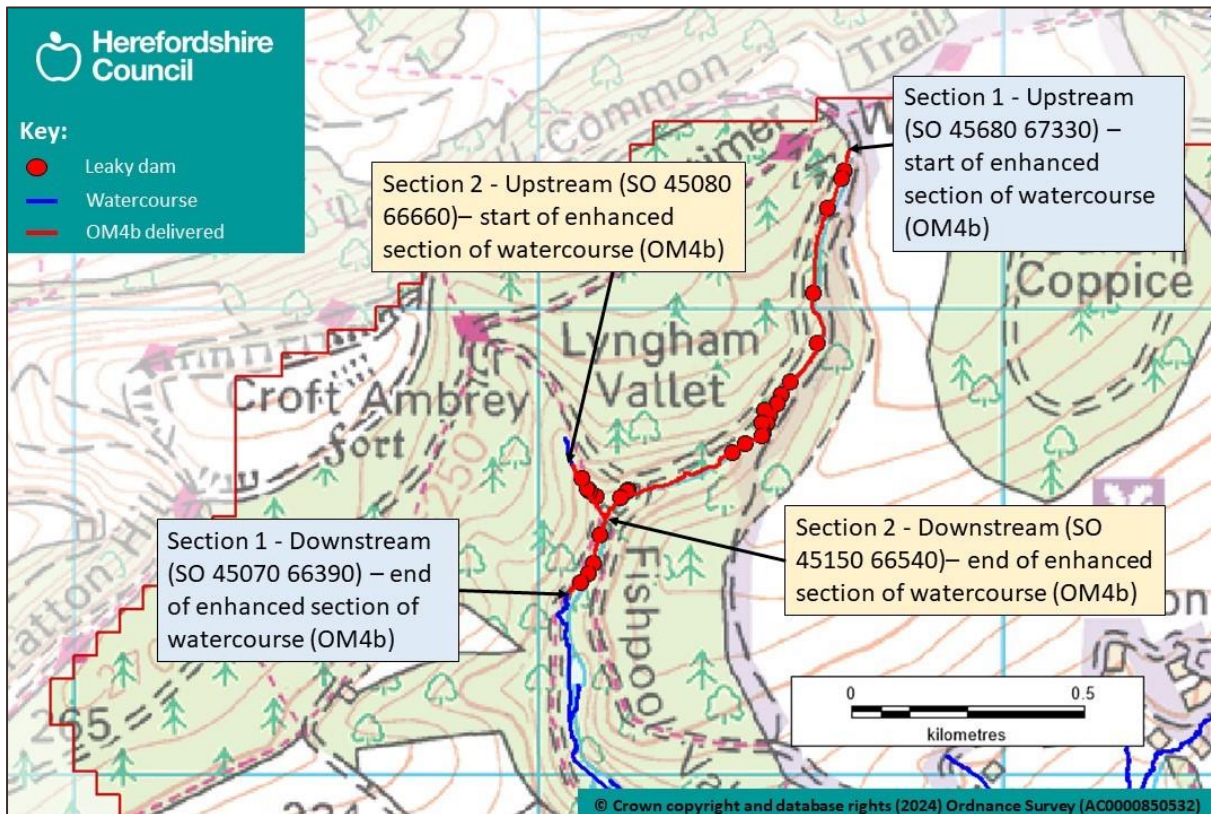 Herefordshire
Council
Key:
Leaky dam
Watercourse
OM4b delivered
Common
Trail
Section 1 - Upstream
(SO 45680 67330) –
start of enhanced
section of watercourse
(OM4b)
Section 2 - Upstream (SO 45080
66660)– start of enhanced
section of watercourse (OM4b)
Coppice
Lyngham
Vallet
Croft Ambrey
fort
250
Section 1 - Downstream
(SO 45070 66390) – end
of enhanced section of
watercourse (OM4b)
Section 2 - Downstream (SO
45150 66540)– end of enhanced
section of watercourse (OM4b)
Fishpool
265
0 0.5
kilometres
© Crown copyright and database rights (2024) Ordnance Survey (AC0000850532)